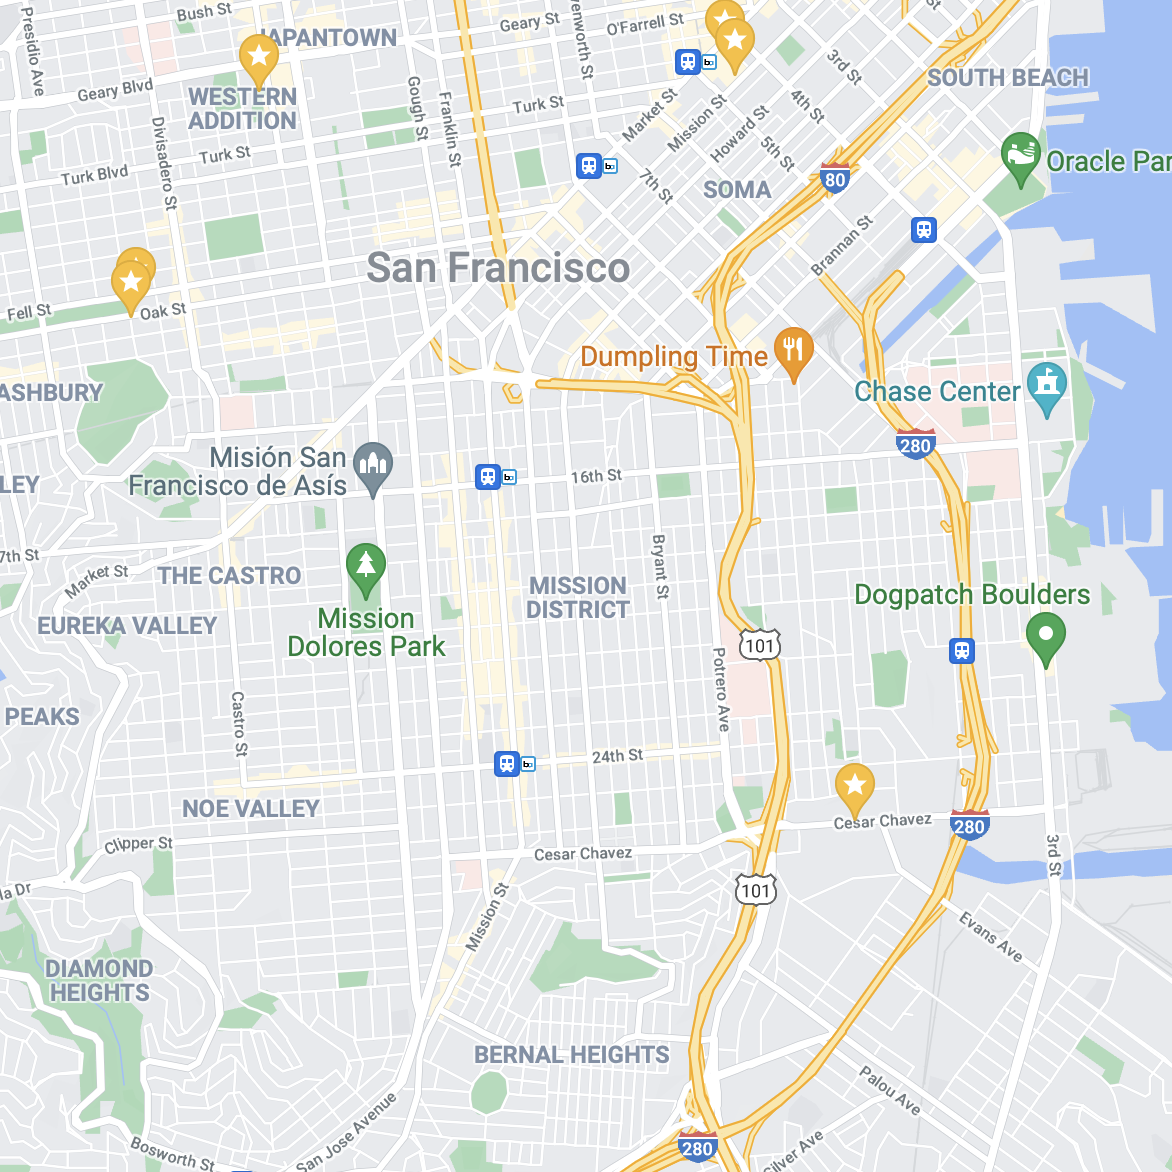 Presidio Ave
Bush St
JAPANTOWN
Geary St
O'Farrell St
3rd St
SOUTH BEACH
Geary Blvd
WESTERN
ADDITION
Gough St
Franklin St
Turk St
Market St
Mission St
Howard St
4th St
5th St
Divisadero St
Turk St
Turk Blvd
7th St
SOMA
80
Oracle Par
Brannan St
San Francisco
Fell St
Oak St
Dumpling Time
ASHBURY
Chase Center
280
Misión San
Francisco de Asís
16th St
LEY
7th St
Market St
THE CASTRO
Bryant St
MISSION
DISTRICT
Dogpatch Boulders
EUREKA VALLEY
Mission
Dolores Park
101
PEAKS
Castro St
Potrero Ave
24th St
NOE VALLEY
Cesar Chavez
280
Clipper St
Cesar Chavez
3rd St
la Dr
101
Mission St
Evans Ave
DIAMOND
HEIGHTS
BERNAL HEIGHTS
Palou Ave
San Jose Avenue
Bosworth St
280
Silver Ave